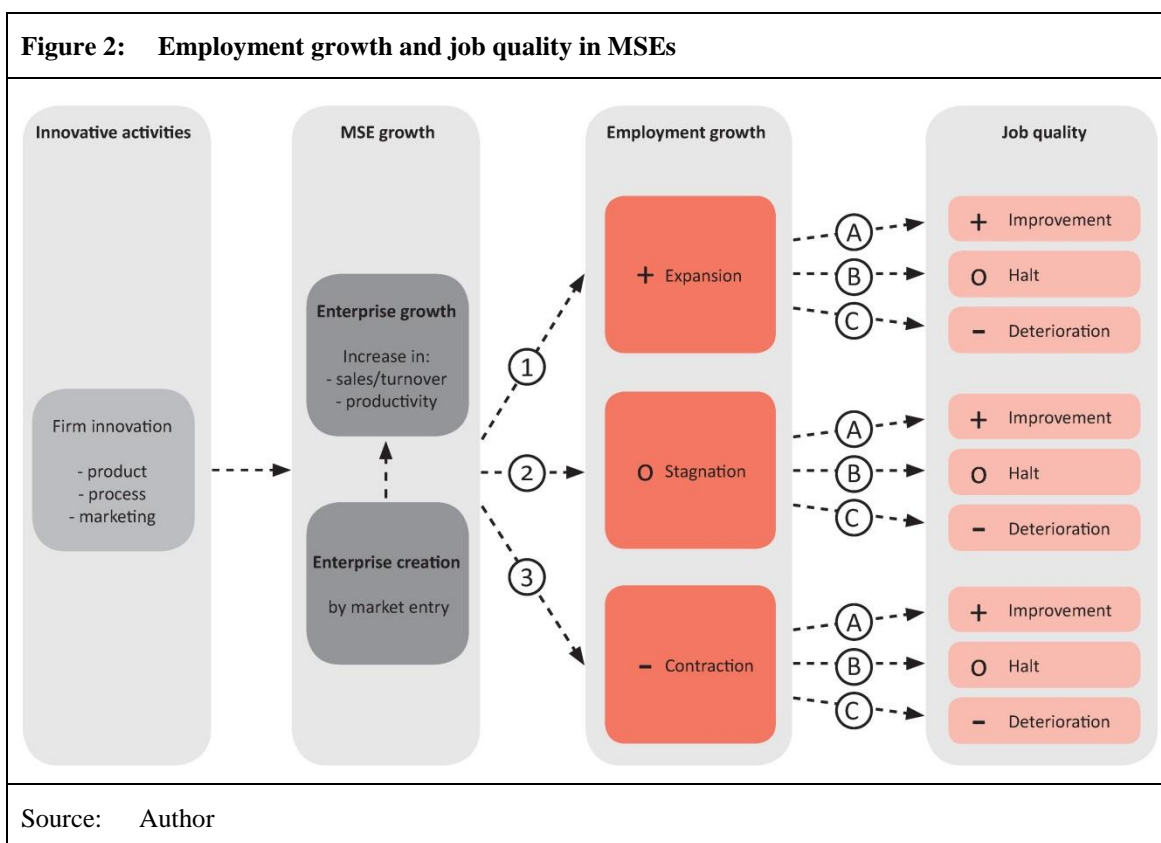 Figure 2: Employment growth and job quality in MSEs
Innovative activities
MSE growth
Employment growth
Job quality
Firm innovation
- product
- process
- marketing
Enterprise growth
Increase in:
- sales/turnover
- productivity
Enterprise creation
by market entry
1
2
3
+ Expansion
A
B
C
+ Improvement
o Halt
- Deterioration
o Stagnation
A
B
C
+ Improvement
o Halt
- Deterioration
- Contraction
A
B
C
+ Improvement
o Halt
- Deterioration
Source: Author